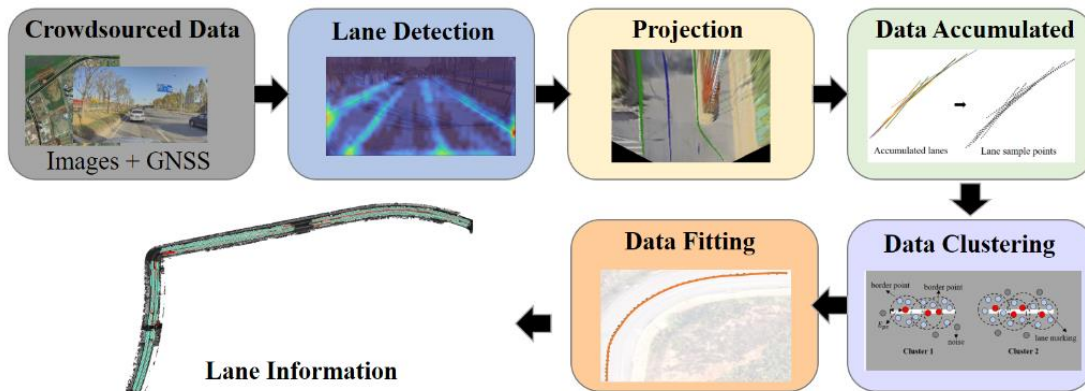 Crowdsourced Data
Images + GNSS
Lane Detection
Projection
Data Accumulated
Accumulated lanes
Lane sample points
Data Clustering
border point
border point
noise
lane marking
Cluster 1
Cluster 2
Data Fitting
Lane Information